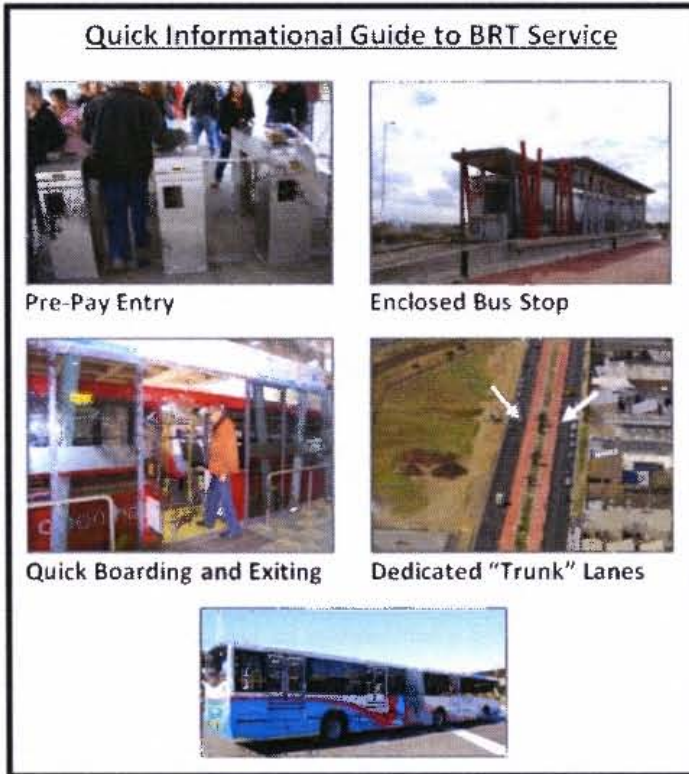 Quick Informational Guide to BRT Service
Pre-Pay Entry
Enclosed Bus Stop
Quick Boarding and Exiting
Dedicated "Trunk" Lanes